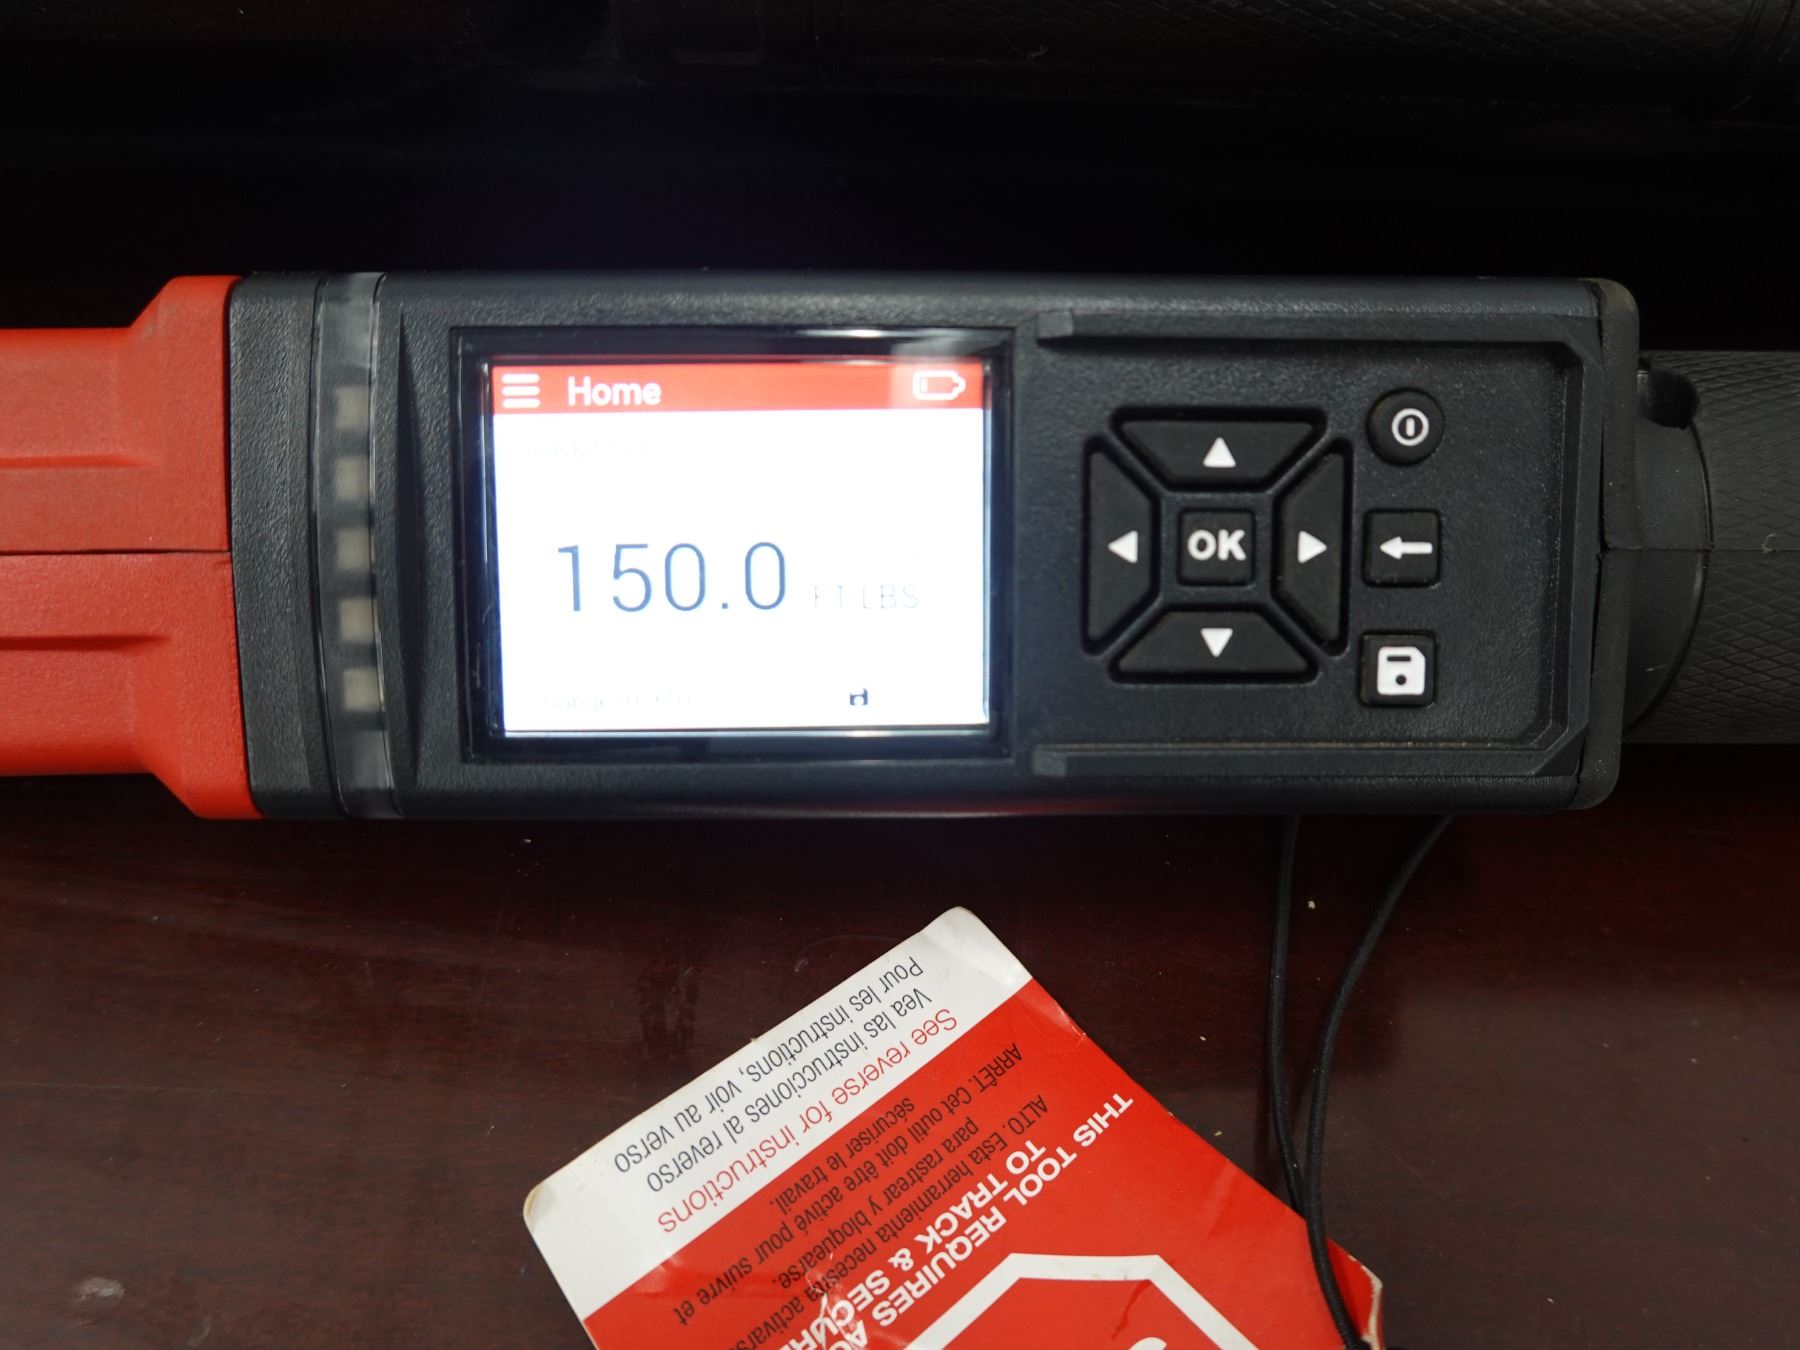 Home
150.0 FT LBS
OK
THIS TOOL REQUIRES
TO TRACK & SECURE
ALTO. Esta herramienta necesita
para rastrear y bloquearse.
ARRÊT. Cet outil doit être activé pour suivre et
sécuriser le travail.
See reverse for instructions
Vea las instrucciones al reverso
Pour les instructions, voir au verso